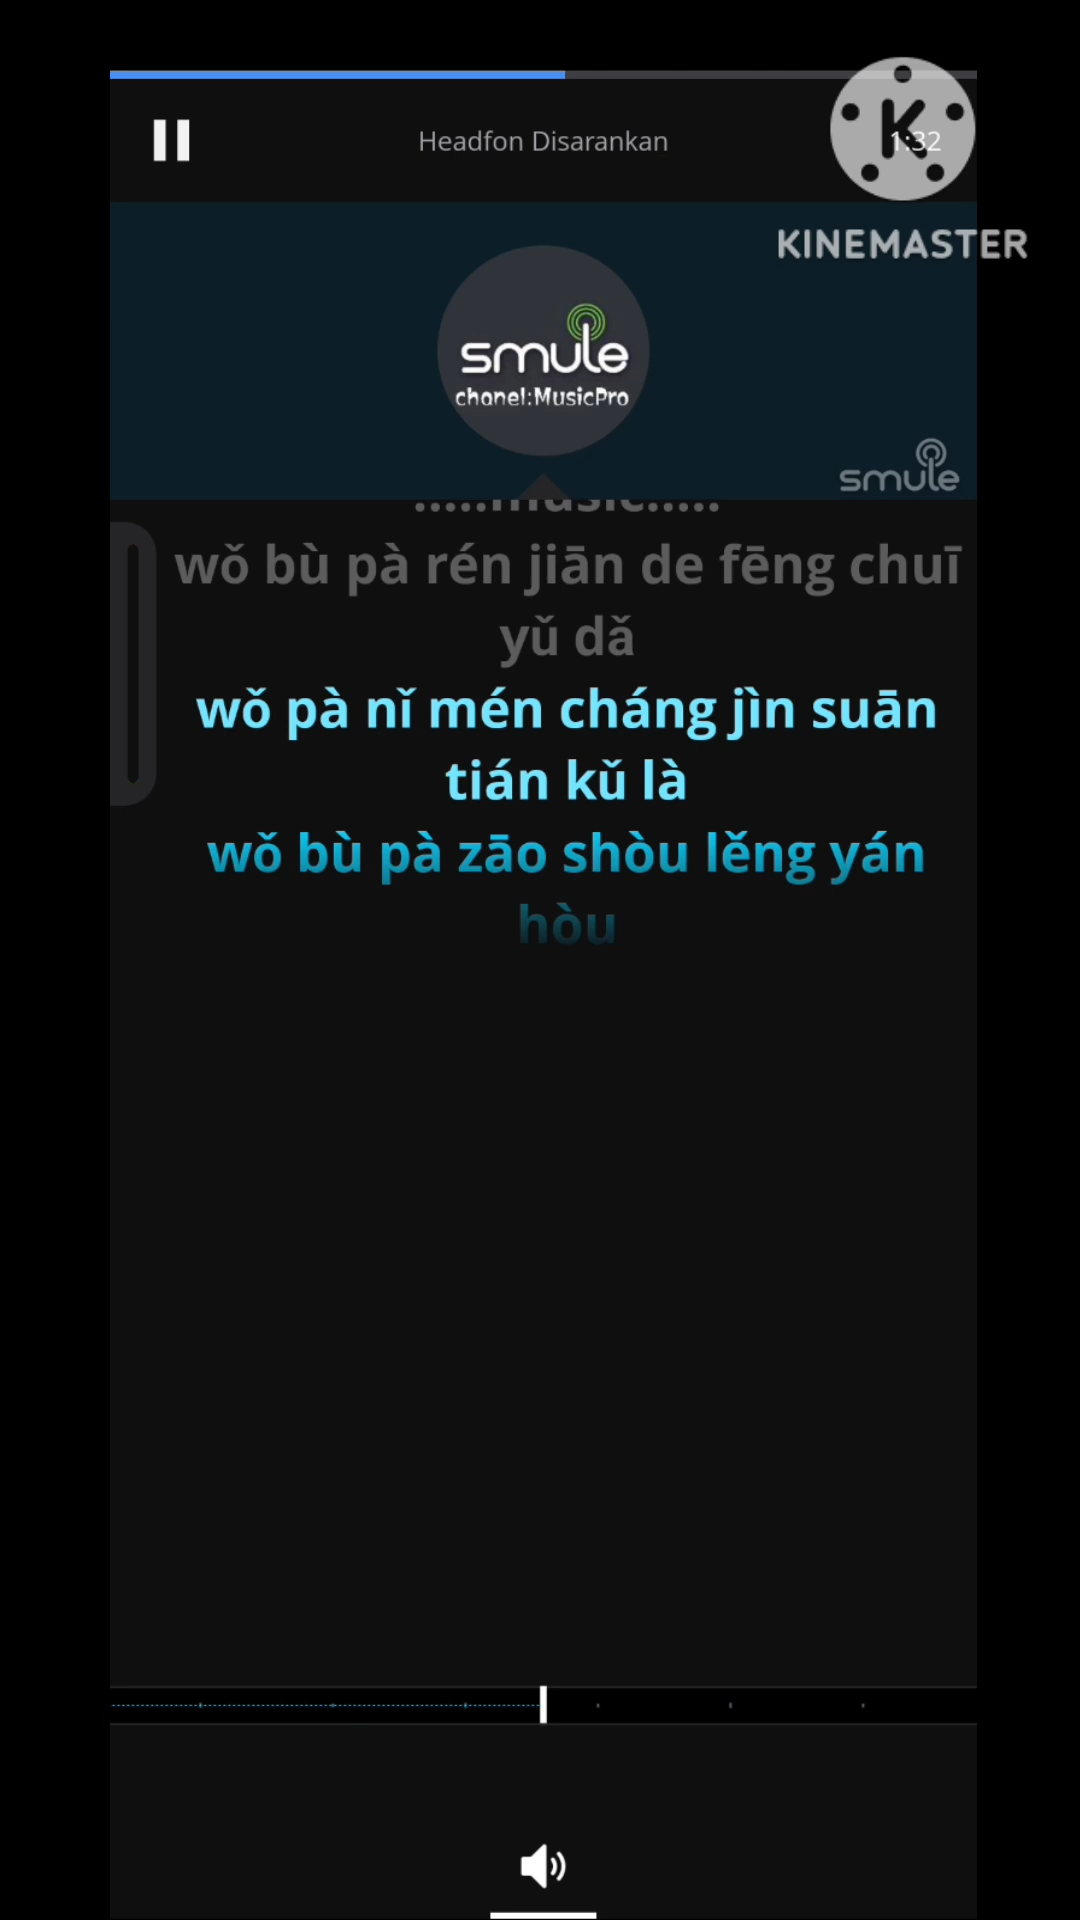 Headfon Disarankan
1:32
KINEMASTER
smule
chanel:MusicPro
smule
.....music.....
wǒ bù pà rén jiān de fēng chuī
yǔ dǎ
wǒ pà nǐ mén cháng jìn suān
tián kǔ là
wǒ bù pà zāo shòu lěng yán
hòu